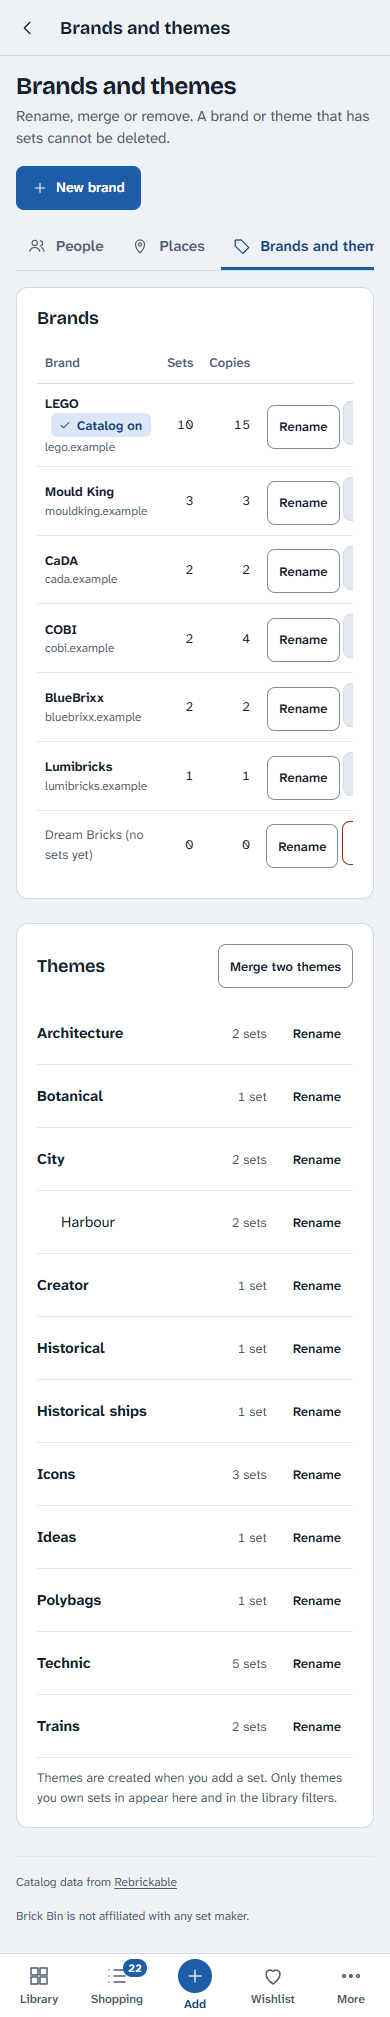 Brands and themes
Brands and themes
Rename, merge or remove. A brand or theme that has
sets cannot be deleted.
New brand
People Places Brands and them
Brands
Brand Sets Copies
LEGO
Catalog on 10 15 Rename
lego.example
Mould King 3 3 Rename
mouldking.example
CaDA 2 2 Rename
cada.example
COBI 2 4 Rename
cobi.example
BlueBrixx 2 2 Rename
bluebrixx.example
Lumibricks 1 1 Rename
lumibricks.example
Dream Bricks (no 0 0 Rename
sets yet)
Themes Merge two themes
Architecture 2 sets Rename
Botanical 1 set Rename
City 2 sets Rename
Harbour 2 sets Rename
Creator 1 set Rename
Historical 1 set Rename
Historical ships 1 set Rename
Icons 3 sets Rename
Ideas 1 set Rename
Polybags 1 set Rename
Technic 5 sets Rename
Trains 2 sets Rename
Themes are created when you add a set. Only themes
you own sets in appear here and in the library filters.
Catalog data from Rebrickable
Brick Bin is not affiliated with any set maker.
22
Library Shopping Add Wishlist More